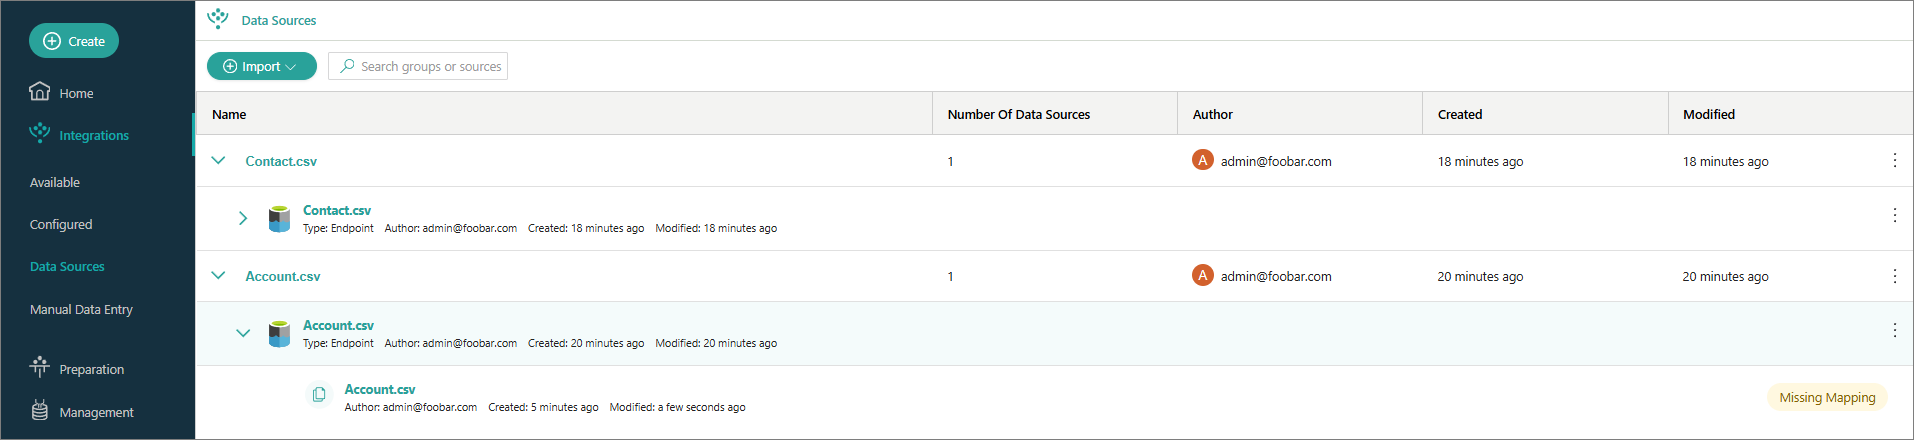 Create
Home
Integrations
Available
Configured
Data Sources
Manual Data Entry
Preparation
Management
Data Sources
Import
Search groups or sources
Name Number Of Data Sources Author Created Modified
Contact.csv 1 A admin@foobar.com 18 minutes ago 18 minutes ago
Contact.csv
Type: Endpoint Author: admin@foobar.com Created: 18 minutes ago Modified: 18 minutes ago
Account.csv 1 A admin@foobar.com 20 minutes ago 20 minutes ago
Account.csv
Type: Endpoint Author: admin@foobar.com Created: 20 minutes ago Modified: 20 minutes ago
Account.csv
Author: admin@foobar.com Created: 5 minutes ago Modified: a few seconds ago
Missing Mapping